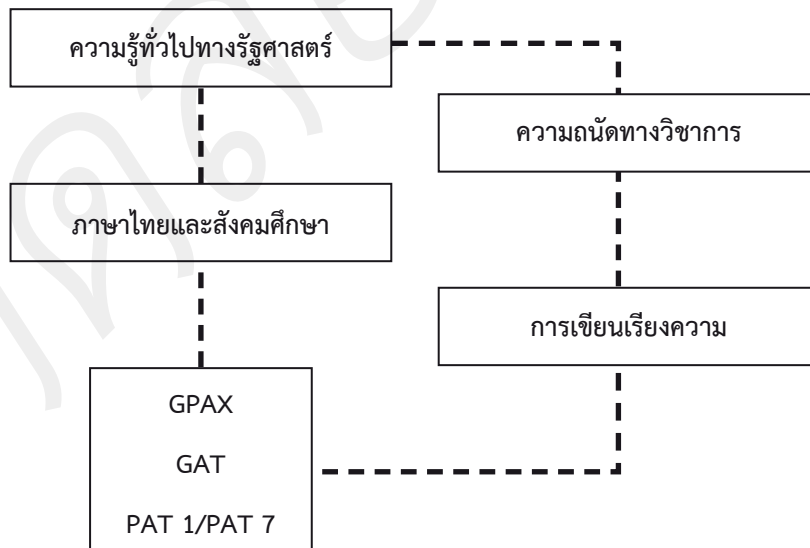 ความรู้ทั่วไปทางรัฐศาสตร์
ความถนัดทางวิชาการ
ภาษาไทยและสังคมศึกษา
การเขียนเรียงความ
GPAX
GAT
PAT 1/PAT 7